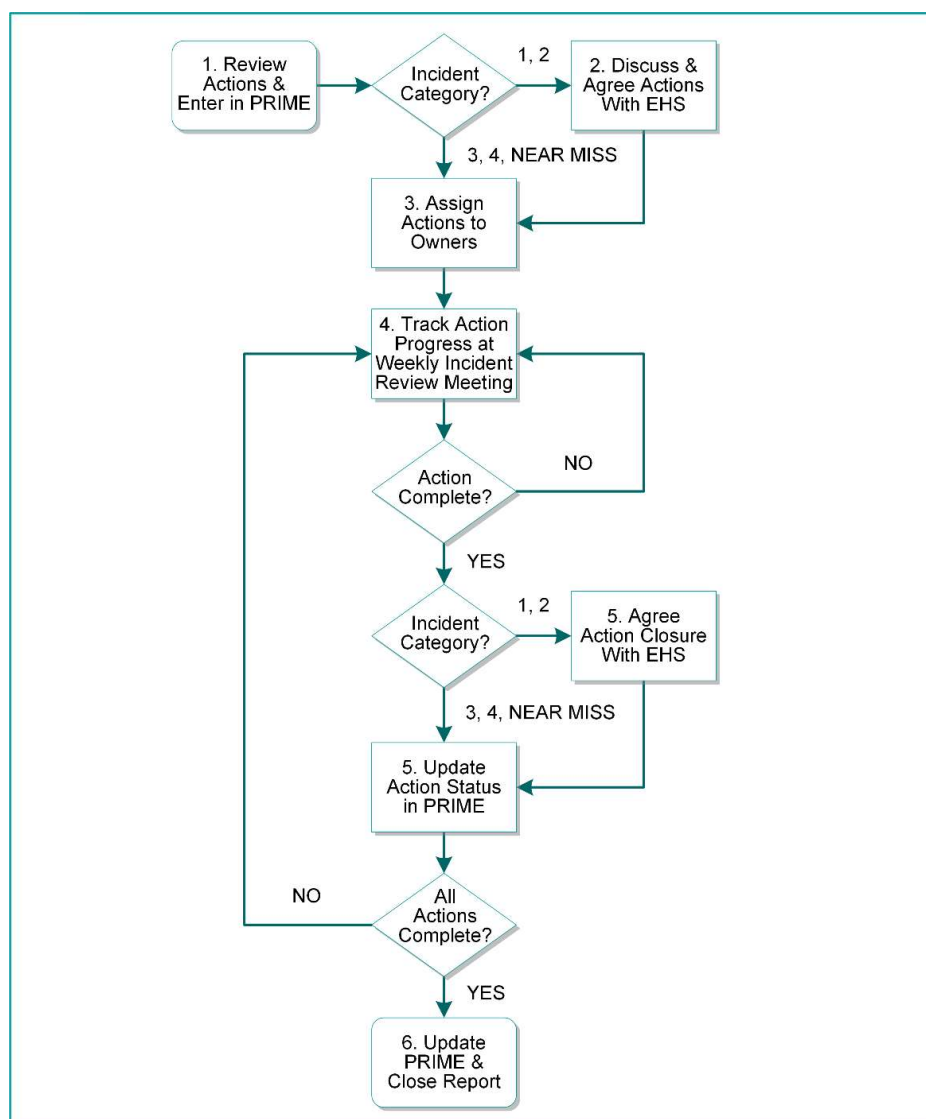 1. Review
Actions &
Enter in PRIME
Incident
Category?
1, 2
2. Discuss &
Agree Actions
With EHS
3, 4, NEAR MISS
3. Assign
Actions to
Owners
4. Track Action
Progress at
Weekly Incident
Review Meeting
Action
Complete?
NO
YES
Incident
Category?
1, 2
5. Agree
Action Closure
With EHS
3, 4, NEAR MISS
5. Update
Action Status
in PRIME
All
Actions
Complete?
NO
YES
6. Update
PRIME &
Close Report